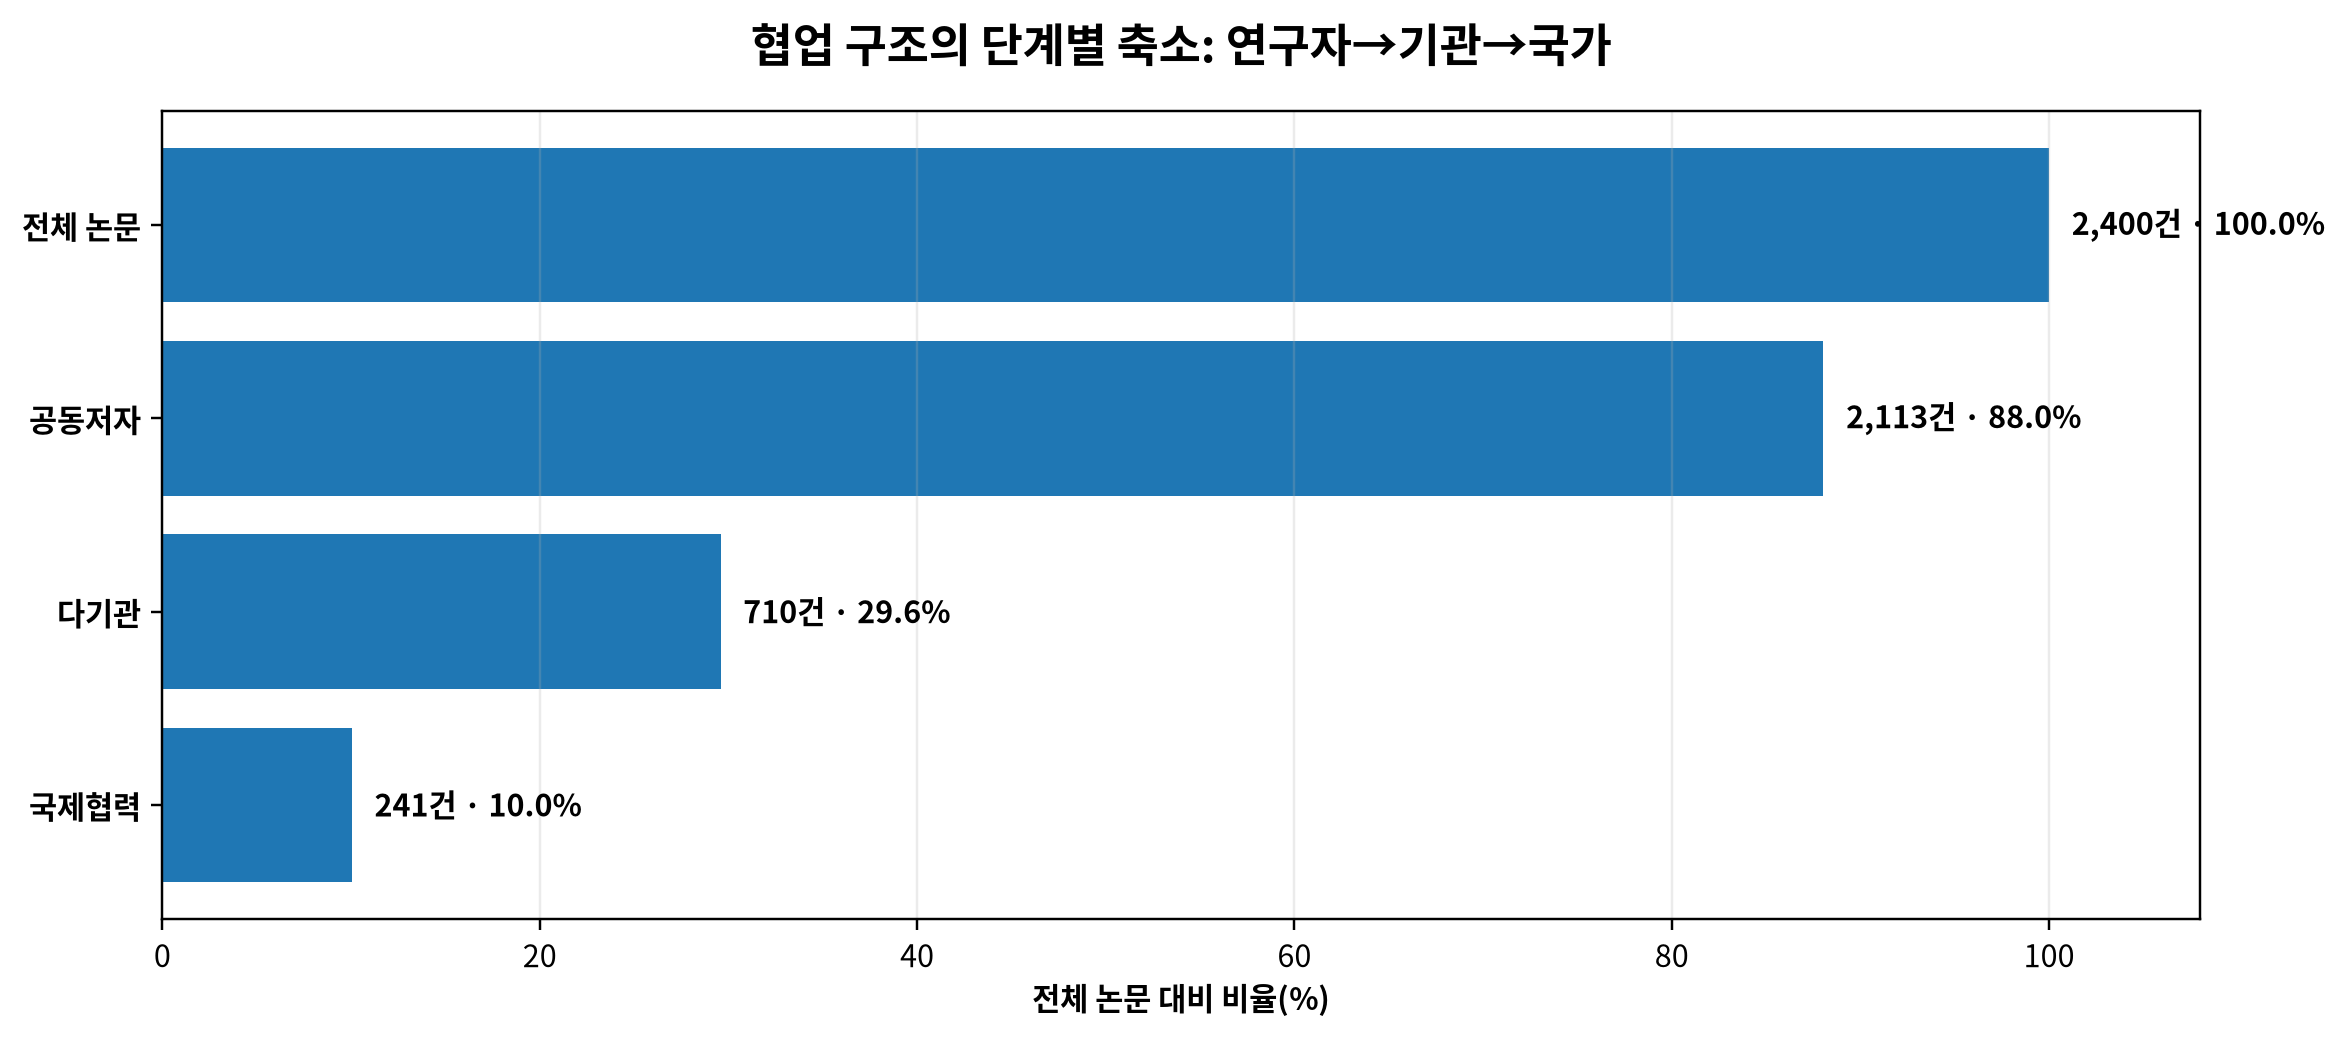 협업 구조의 단계별 축소: 연구자→기관→국가
전체 논문
2,400건 · 100.0%
공동저자
2,113건 · 88.0%
다기관
710건 · 29.6%
국제협력
241건 · 10.0%
0 20 40 60 80 100
전체 논문 대비 비율(%)